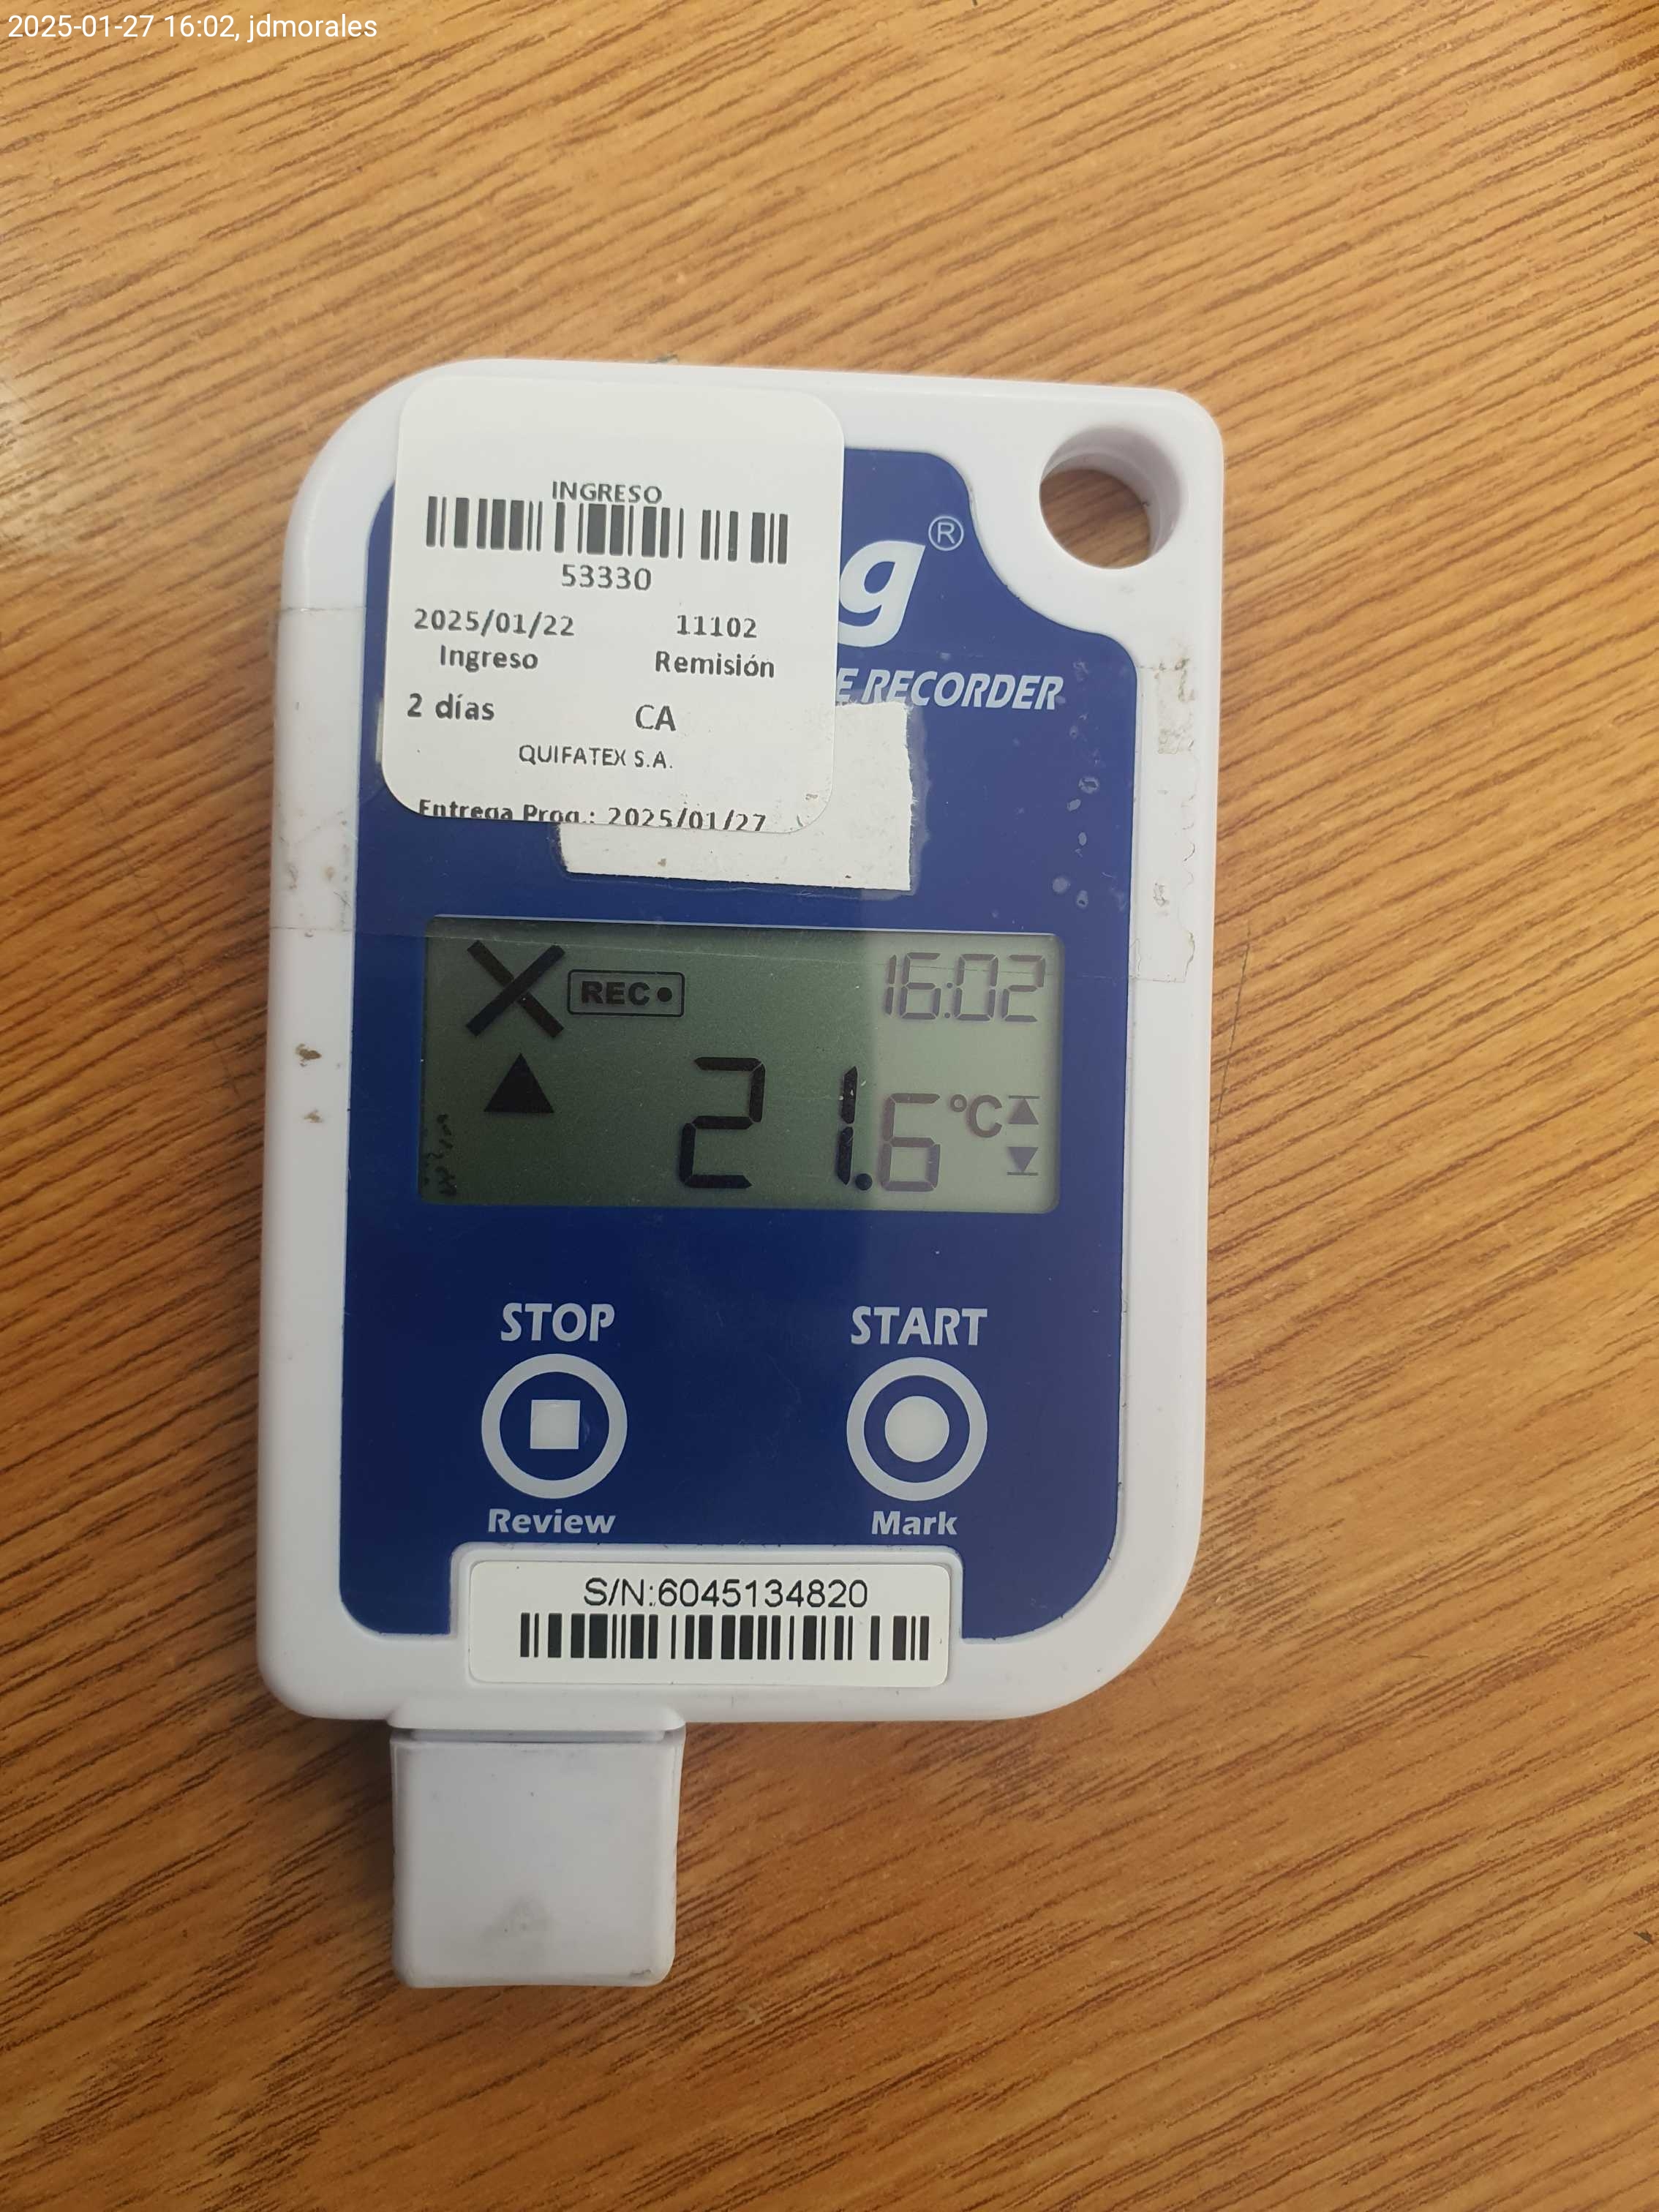 2025-01-27 16:02, jdmorales
INGRESO
53330
2025/01/22 11102
Ingreso Remisión
2 días CA
QUIFATEX S.A.
Entrega Prog.: 2025/01/27
g®
E RECORDER
REC 16:02
21.6 °C
STOP START
Review Mark
S/N:6045134820